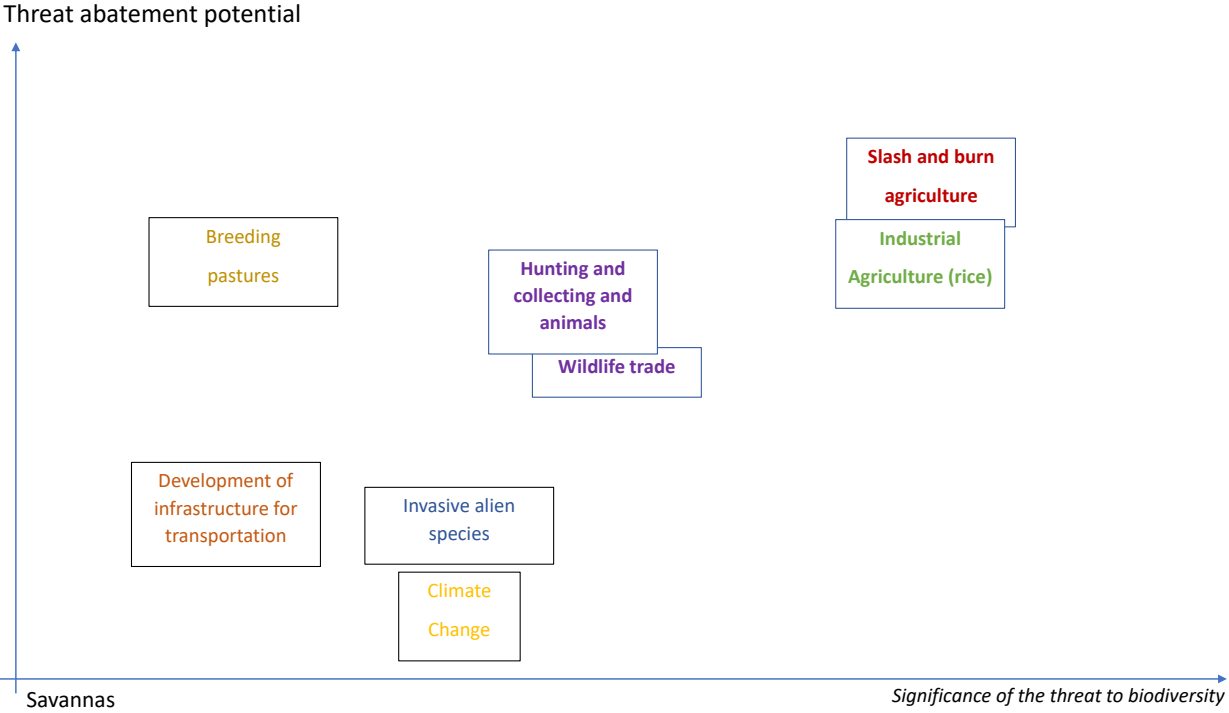 Threat abatement potential
Slash and burn
agriculture
Industrial
Agriculture (rice)
Breeding
pastures
Hunting and
collecting and
animals
Wildlife trade
Development of
infrastructure for
transportation
Invasive alien
species
Climate
Change
Savannas
Significance of the threat to biodiversity